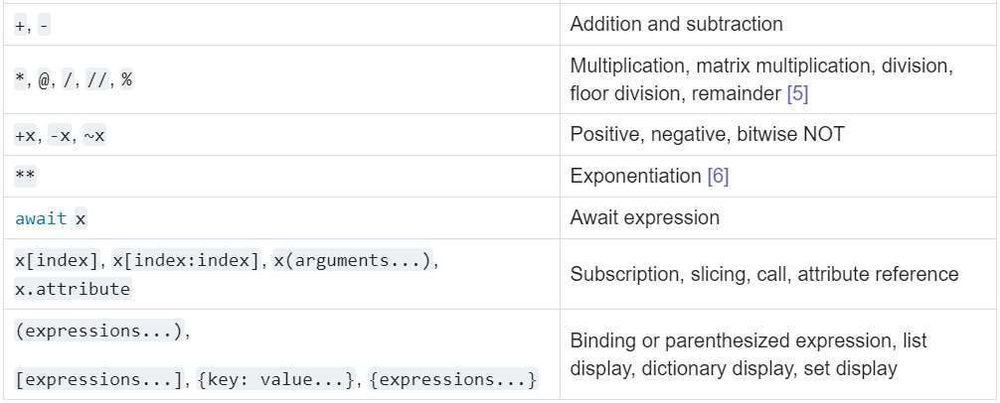 +, - Addition and subtraction
*, @, /, //, % Multiplication, matrix multiplication, division,
floor division, remainder [5]
+x, -x, ~x Positive, negative, bitwise NOT
** Exponentiation [6]
await x Await expression
x[index], x[index:index], x(arguments...),
x.attribute
Subscription, slicing, call, attribute reference
(expressions...),
[expressions...], {key: value...}, {expressions...}
Binding or parenthesized expression, list
display, dictionary display, set display